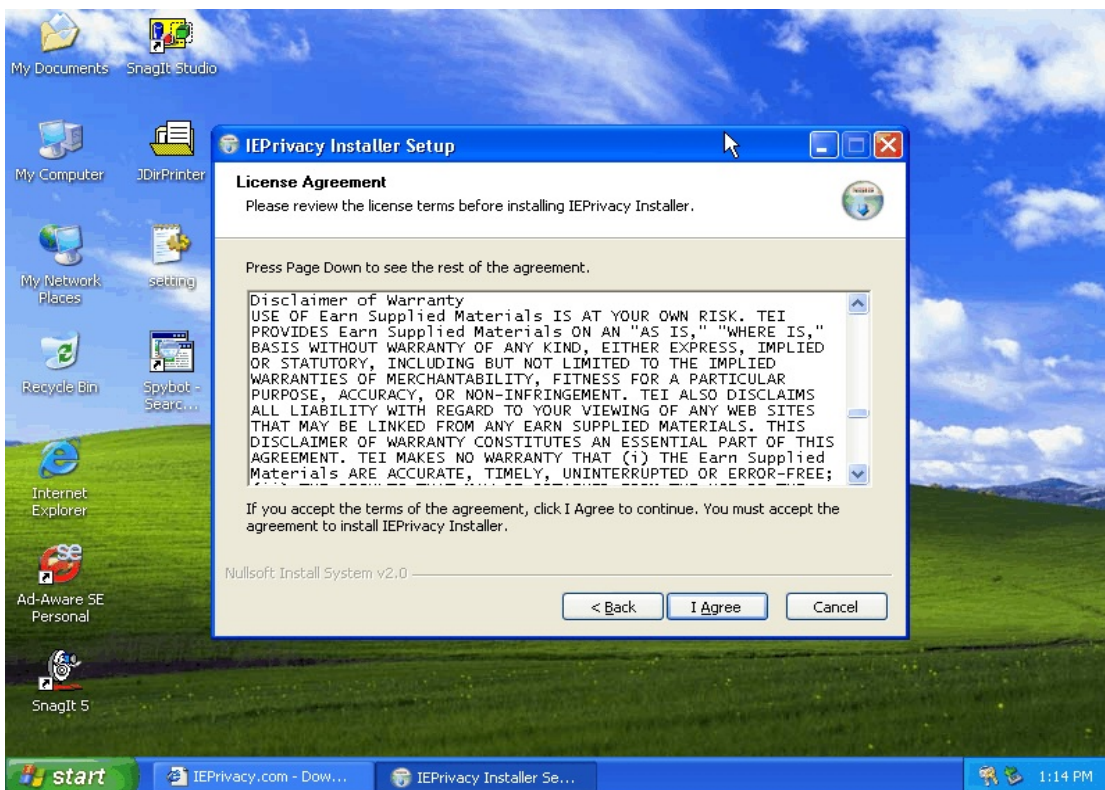 My Documents
SnagIt Studio
My Computer
JDirPrinter
My Network
Places
setting
Recycle Bin
Spybot -
Searc...
Internet
Explorer
Ad-Aware SE
Personal
SnagIt 5
IEPrivacy Installer Setup
License Agreement
Please review the license terms before installing IEPrivacy Installer.
Press Page Down to see the rest of the agreement.
Disclaimer of Warranty
USE OF Earn Supplied Materials IS AT YOUR OWN RISK. TEI
PROVIDES Earn Supplied Materials ON AN "AS IS," "WHERE IS,"
BASIS WITHOUT WARRANTY OF ANY KIND, EITHER EXPRESS, IMPLIED
OR STATUTORY, INCLUDING BUT NOT LIMITED TO THE IMPLIED
WARRANTIES OF MERCHANTABILITY, FITNESS FOR A PARTICULAR
PURPOSE, ACCURACY, OR NON-INFRINGEMENT. TEI ALSO DISCLAIMS
ALL LIABILITY WITH REGARD TO YOUR VIEWING OF ANY WEB SITES
THAT MAY BE LINKED FROM ANY EARN SUPPLIED MATERIALS. THIS
DISCLAIMER OF WARRANTY CONSTITUTES AN ESSENTIAL PART OF THIS
AGREEMENT. TEI MAKES NO WARRANTY THAT (i) THE Earn Supplied
Materials ARE ACCURATE, TIMELY, UNINTERRUPTED OR ERROR-FREE;
If you accept the terms of the agreement, click I Agree to continue. You must accept the
agreement to install IEPrivacy Installer.
Nullsoft Install System v2.0
< Back
I Agree
Cancel
start
IEPrivacy.com - Dow...
IEPrivacy Installer Se...
1:14 PM